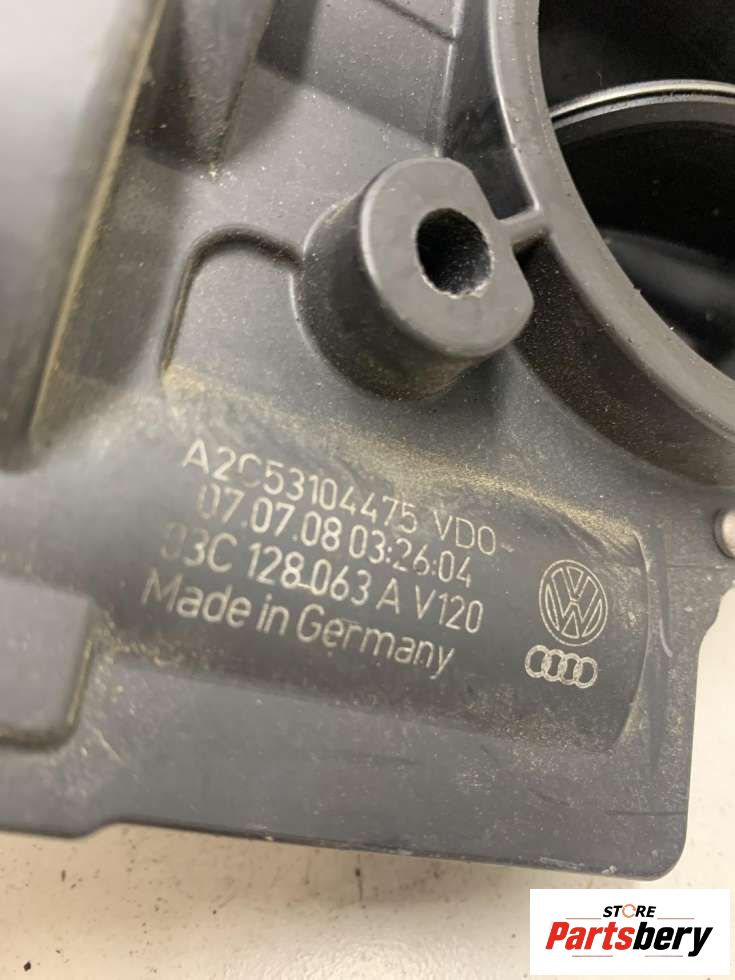 A2C53104475 VDO
07.07.08 03:26:04
03C 128 063 A V120
Made in Germany
STORE
Partsbery